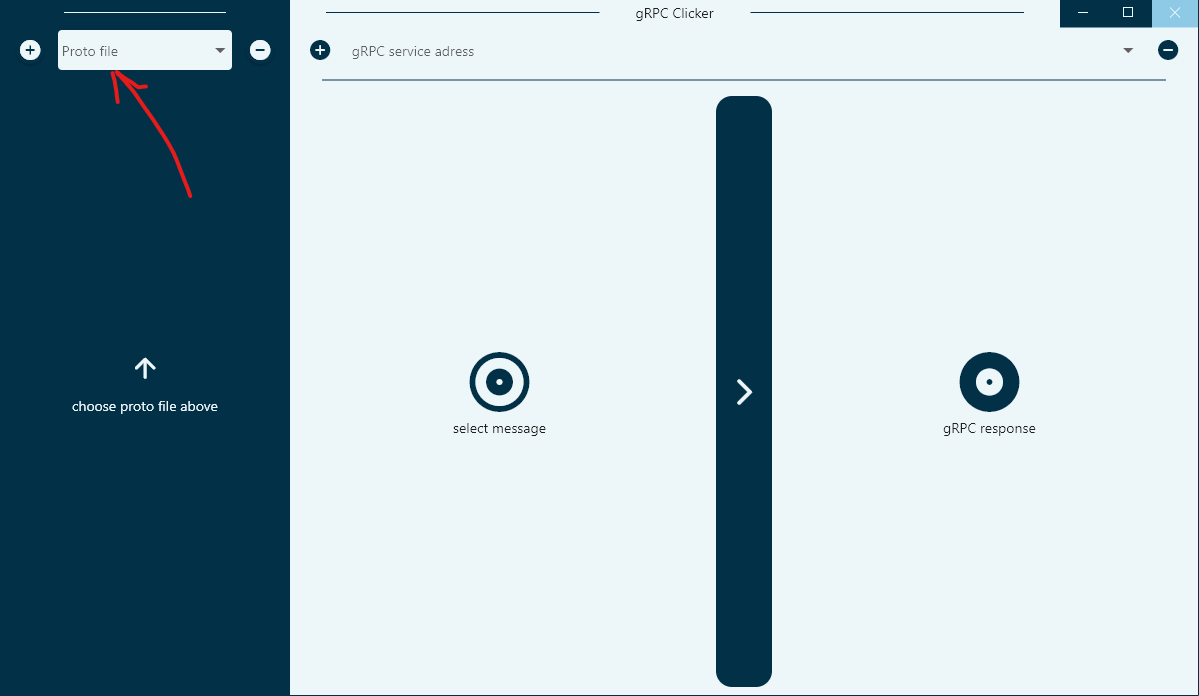 gRPC Clicker
Proto file
gRPC service adress
choose proto file above
select message
gRPC response